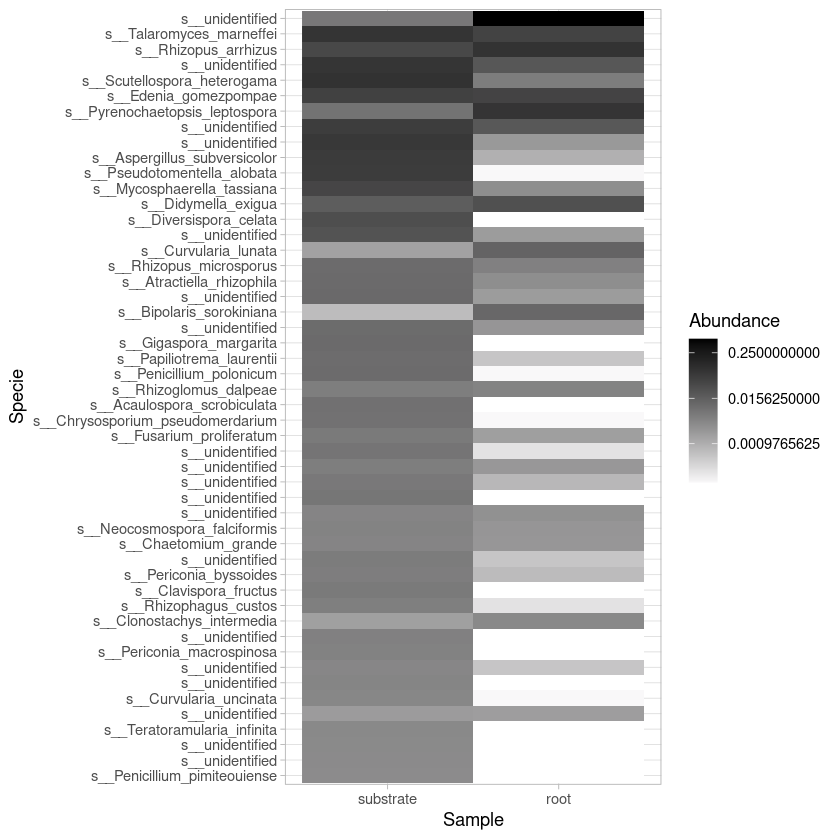 s__unidentified
s__Talaromyces_marneffei
s__Rhizopus_arrhizus
s__unidentified
s__Scutellospora_heterogama
s__Edenia_gomezpompae
s__Pyrenochaetopsis_leptospora
s__unidentified
s__unidentified
s__Aspergillus_subversicolor
s__Pseudotomentella_alobata
s__Mycosphaerella_tassiana
s__Didymella_exigua
s__Diversispora_celata
s__unidentified
s__Curvularia_lunata
s__Rhizopus_microsporus
s__Atractiella_rhizophila
s__unidentified
s__Bipolaris_sorokiniana
s__unidentified
s__Gigaspora_margarita
s__Papiliotrema_laurentii
s__Penicillium_polonicum
s__Rhizoglomus_dalpeae
s__Acaulospora_scrobiculata
s__Chrysosporium_pseudomerdarium
s__Fusarium_proliferatum
s__unidentified
s__unidentified
s__unidentified
s__unidentified
s__unidentified
s__Neocosmospora_falciformis
s__Chaetomium_grande
s__unidentified
s__Periconia_byssoides
s__Clavispora_fructus
s__Rhizophagus_custos
s__Clonostachys_intermedia
s__unidentified
s__Periconia_macrospinosa
s__unidentified
s__unidentified
s__Curvularia_uncinata
s__unidentified
s__Teratoramularia_infinita
s__unidentified
s__unidentified
s__Penicillium_pimiteouiense
Specie
substrate root
Sample
Abundance
0.2500000000
0.0156250000
0.0009765625